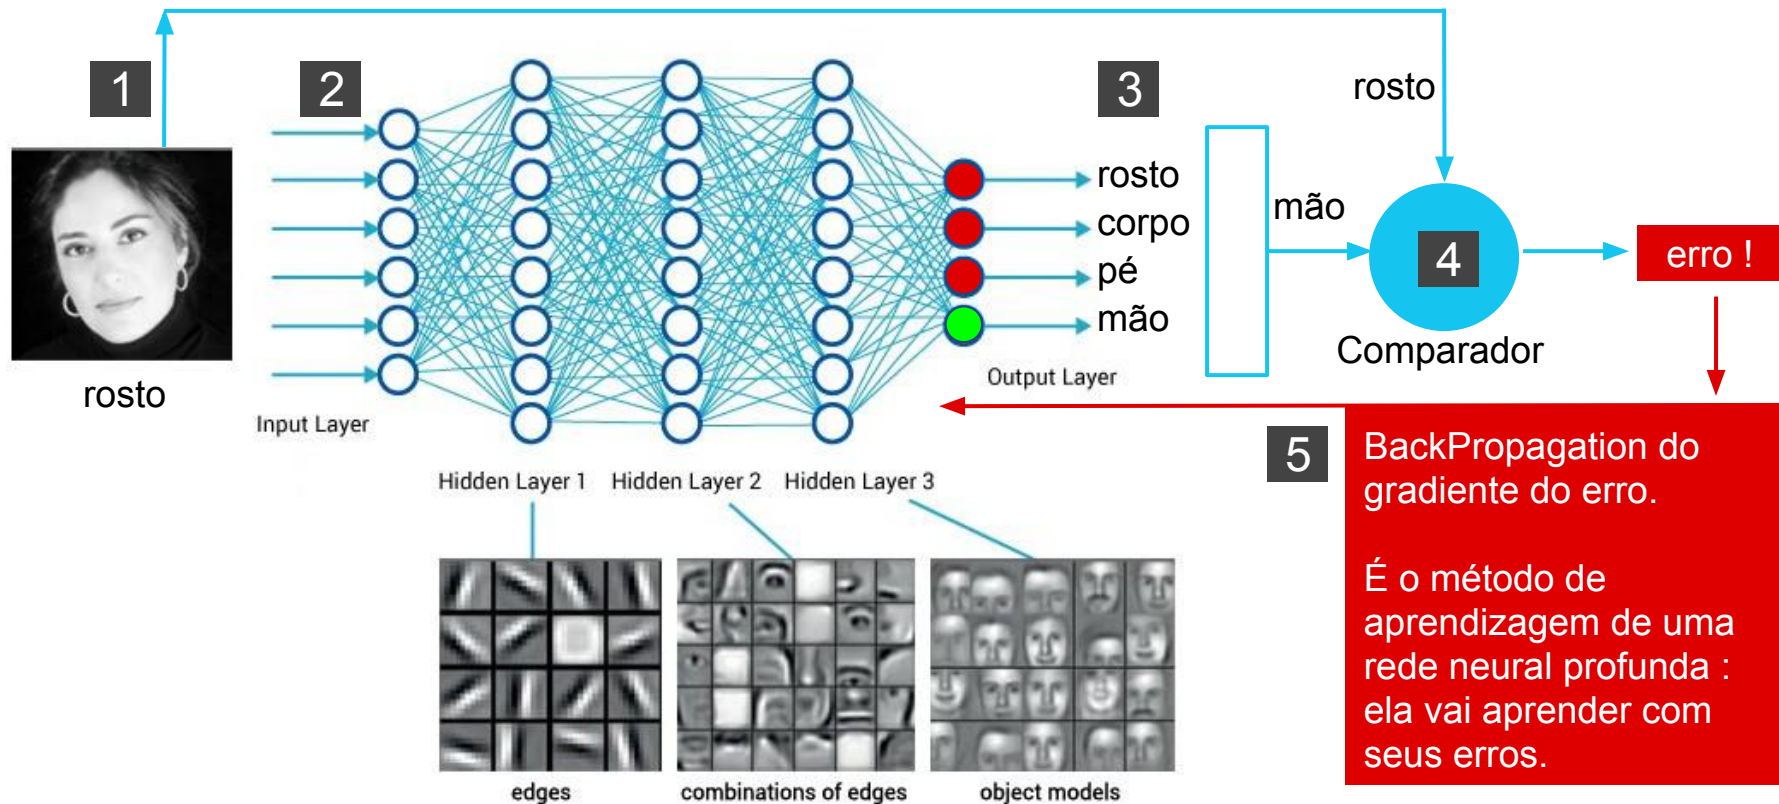 1
2
3
rosto
rosto
corpo
pé
mão
mão
4
erro !
Comparador
rosto
Input Layer
Output Layer
Hidden Layer 1
Hidden Layer 2
Hidden Layer 3
5
BackPropagation do
gradiente do erro.
É o método de
aprendizagem de uma
rede neural profunda :
ela vai aprender com
seus erros.
edges
combinations of edges
object models